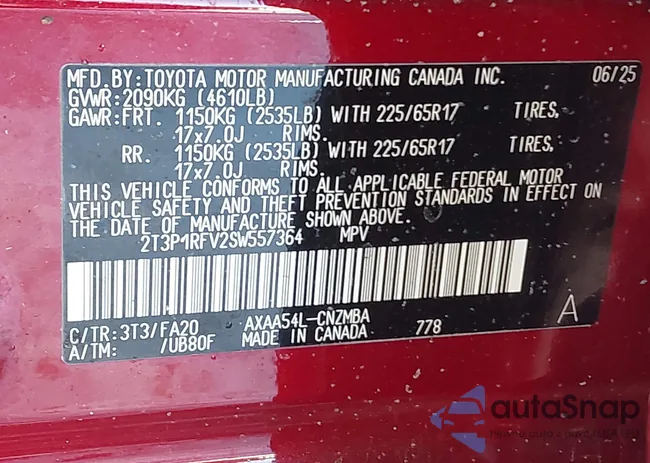 MFD.BY:TOYOTA MOTOR MANUFACTURING CANADA INC. 06/25
GVWR:2090KG (4610LB)
GAWR:FRT. 1150KG (2535LB) WITH 225/65R17 TIRES,
17x7.0J RIMS.
RR. 1150KG (2535LB) WITH 225/65R17 TIRES,
17x7.0J RIMS.
THIS VEHICLE CONFORMS TO ALL APPLICABLE FEDERAL MOTOR
VEHICLE SAFETY AND THEFT PREVENTION STANDARDS IN EFFECT ON
THE DATE OF MANUFACTURE SHOWN ABOVE.
2T3P1RFV2SW557364 MPV
C/TR:3T3/FA20 AXAA54L-CNZMBA 778 A
A/TM: /UB80F MADE IN CANADA
autoSnap